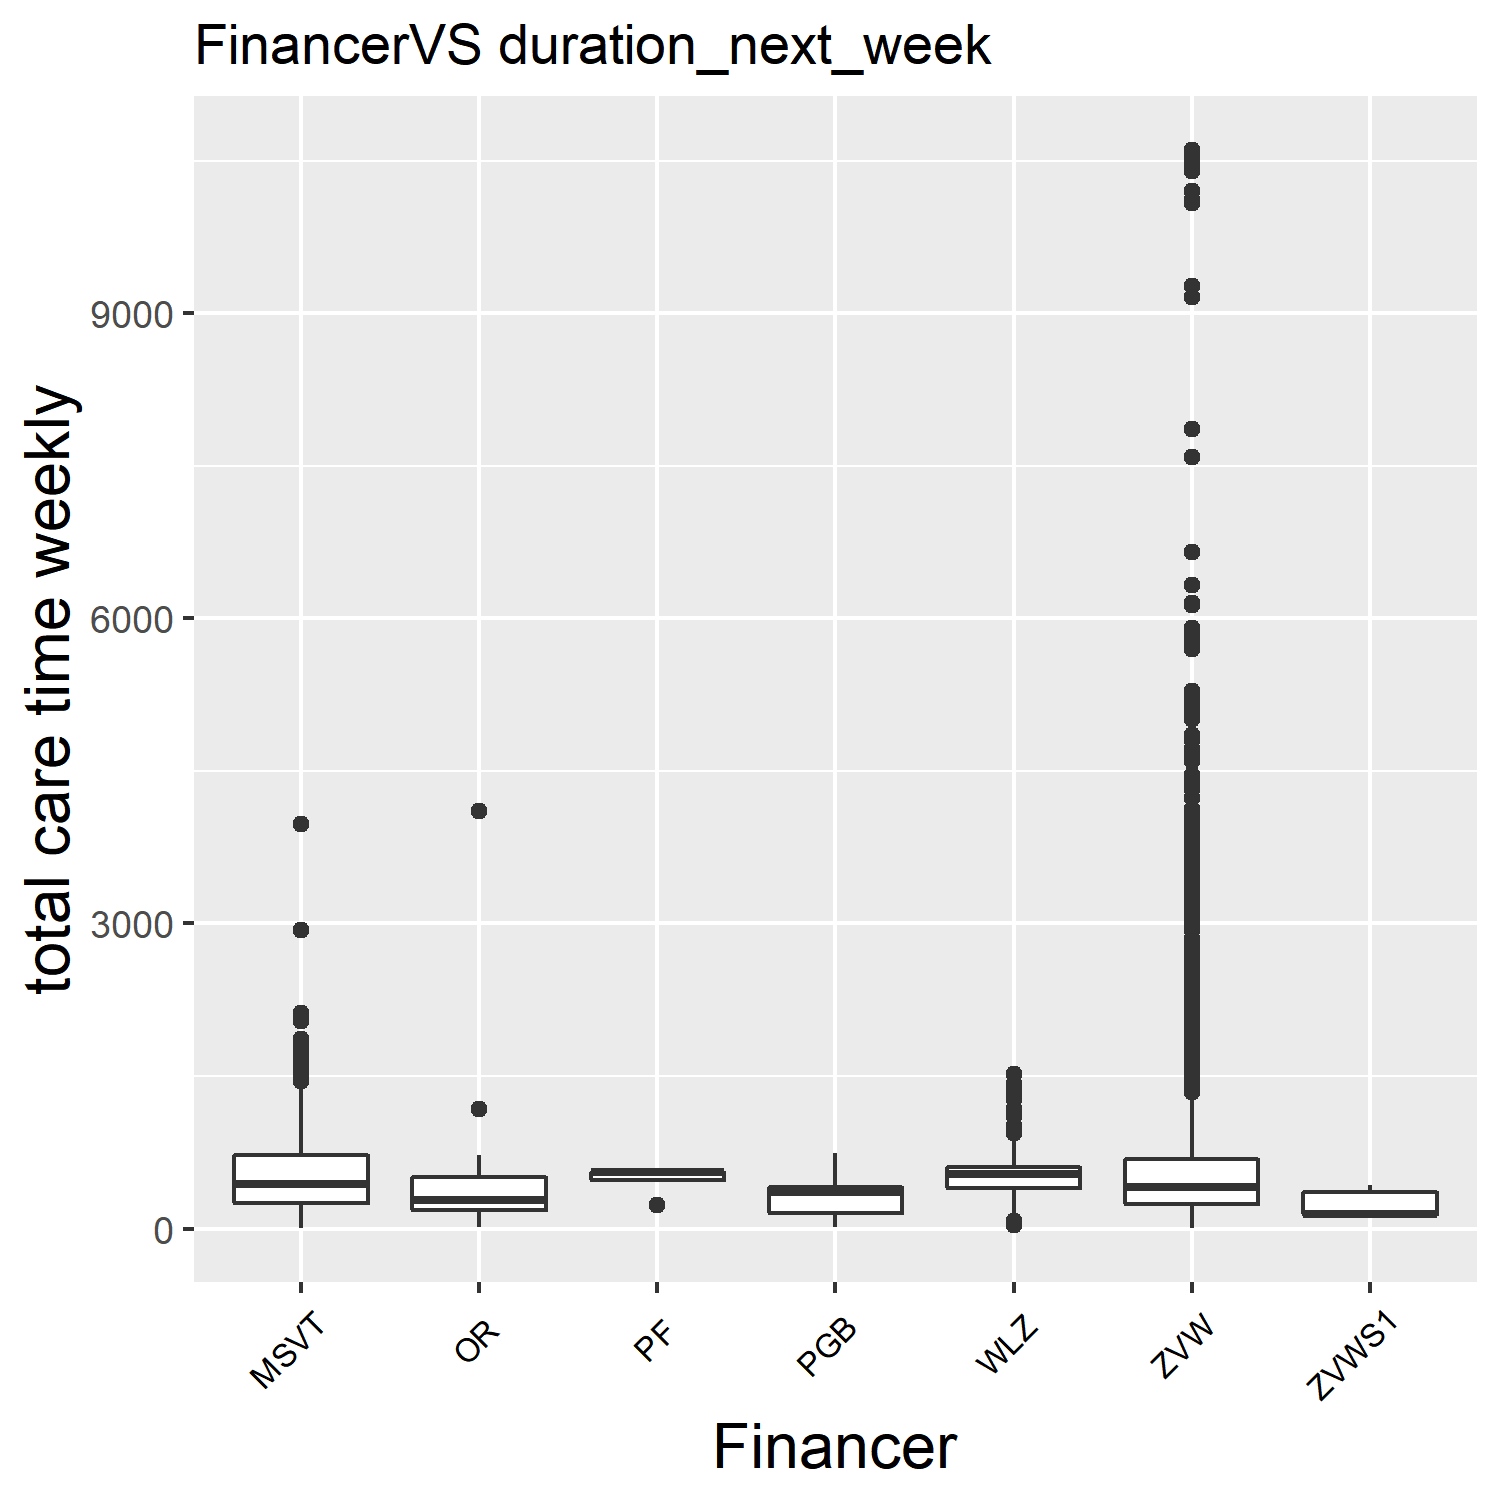 FinancerVS duration_next_week
total care time weekly
9000
6000
3000
0
MSVT
OR
PF
PGB
WLZ
ZVW
ZVWS1
Financer